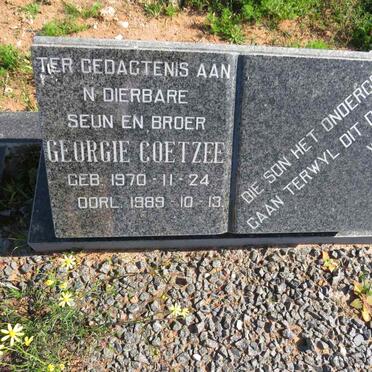 TER GEDAGTENIS AAN
N DIERBARE
SEUN EN BROER
GEORGIE COETZEE
GEB. 1970-11-24
OORL. 1989-10-13.
DIE SON HET
GAAN TERWYL DIT